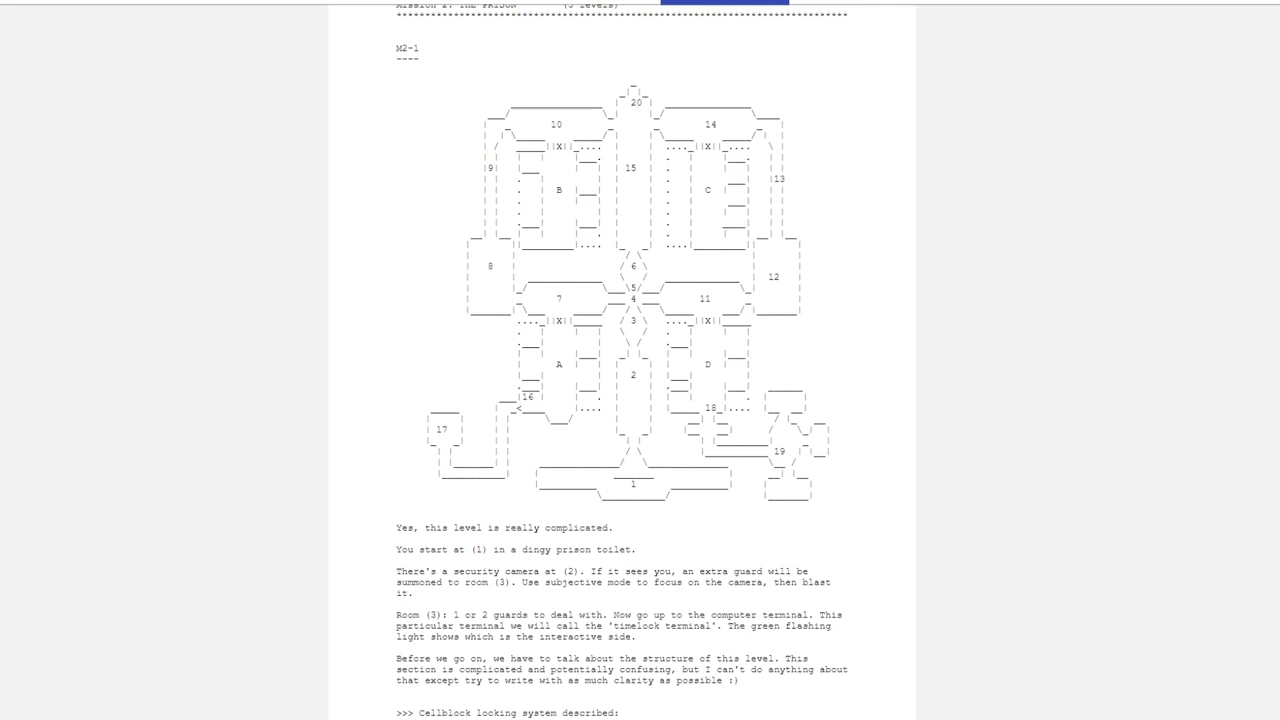 Mission 2: THE PRISON (3 levels)
********************************************************************************
M2-1
----
20
10 14
||X|| ||X||
9 15 13
B C
6
8 12
5
7 4 11
||X|| 3 ||X||
A D
2
16
< 18
17
19
1
Yes, this level is really complicated.
You start at (1) in a dingy prison toilet.
There's a security camera at (2). If it sees you, an extra guard will be
summoned to room (3). Use subjective mode to focus on the camera, then blast
it.
Room (3): 1 or 2 guards to deal with. Now go up to the computer terminal. This
particular terminal we will call the 'timelock terminal'. The green flashing
light shows which is the interactive side.
Before we go on, we have to talk about the structure of this level. This
section is complicated and potentially confusing, but I can't do anything about
that except try to write with as much clarity as possible :)
>>> Cellblock locking system described: